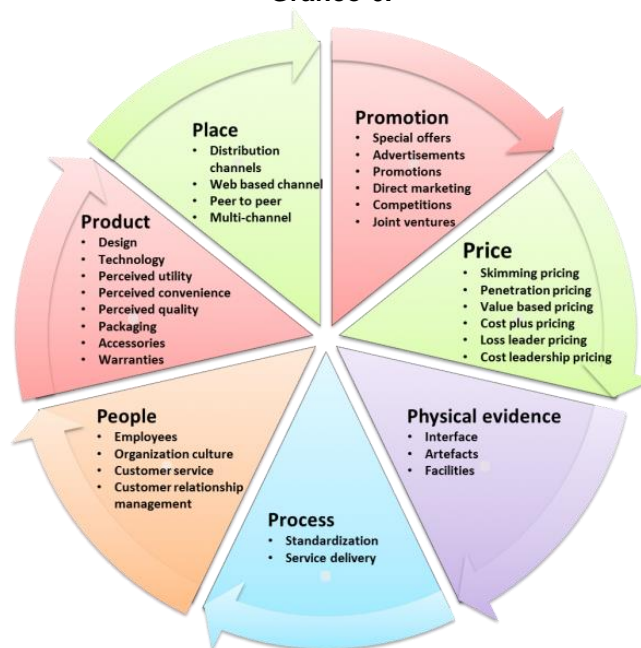 Place
• Distribution
channels
• Web based channel
• Peer to peer
• Multi-channel
Promotion
• Special offers
• Advertisements
• Promotions
• Direct marketing
• Competitions
• Joint ventures
Price
• Skimming pricing
• Penetration pricing
• Value based pricing
• Cost plus pricing
• Loss leader pricing
• Cost leadership pricing
Physical evidence
• Interface
• Artefacts
• Facilities
Process
• Standardization
• Service delivery
People
• Employees
• Organization culture
• Customer service
• Customer relationship
management
Product
• Design
• Technology
• Perceived utility
• Perceived convenience
• Perceived quality
• Packaging
• Accessories
• Warranties